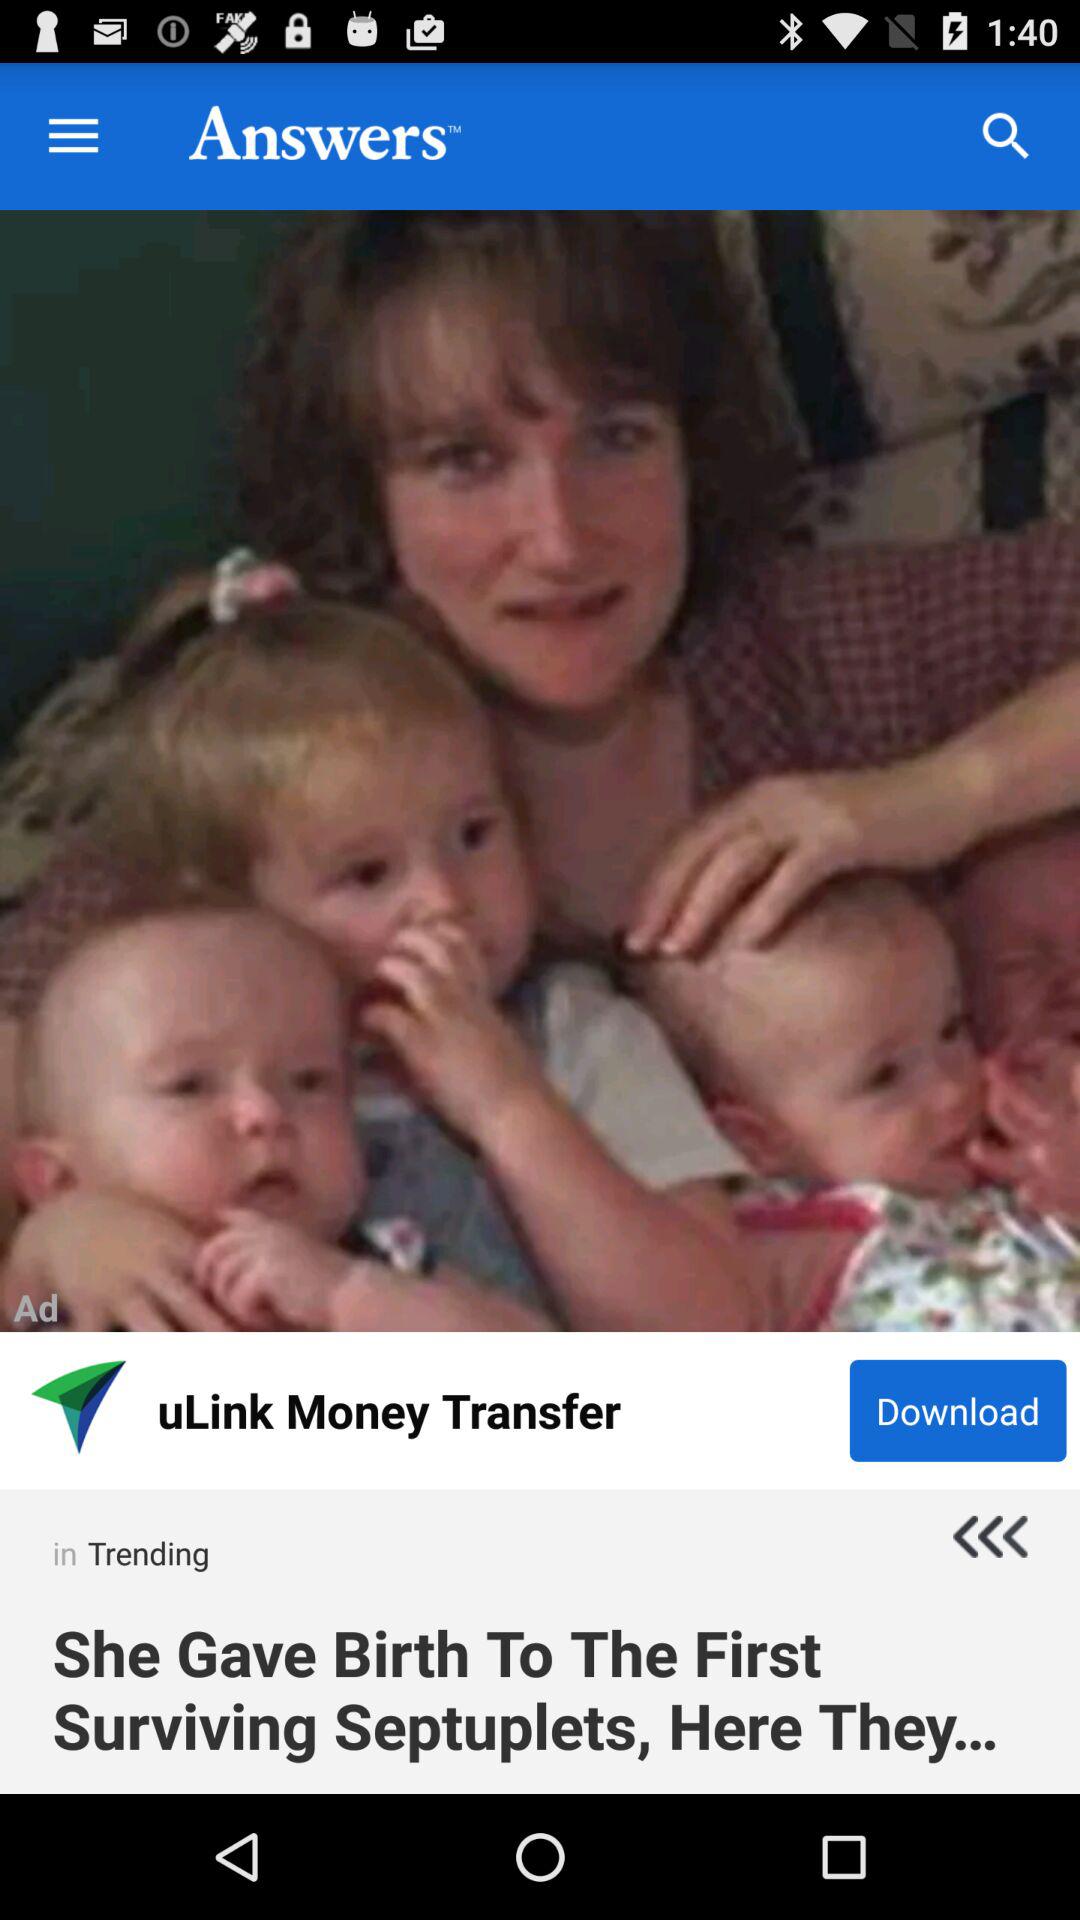 FAKE
1:40
Answers™
Ad
uLink Money Transfer
Download
in Trending
She Gave Birth To The First
Surviving Septuplets, Here They...